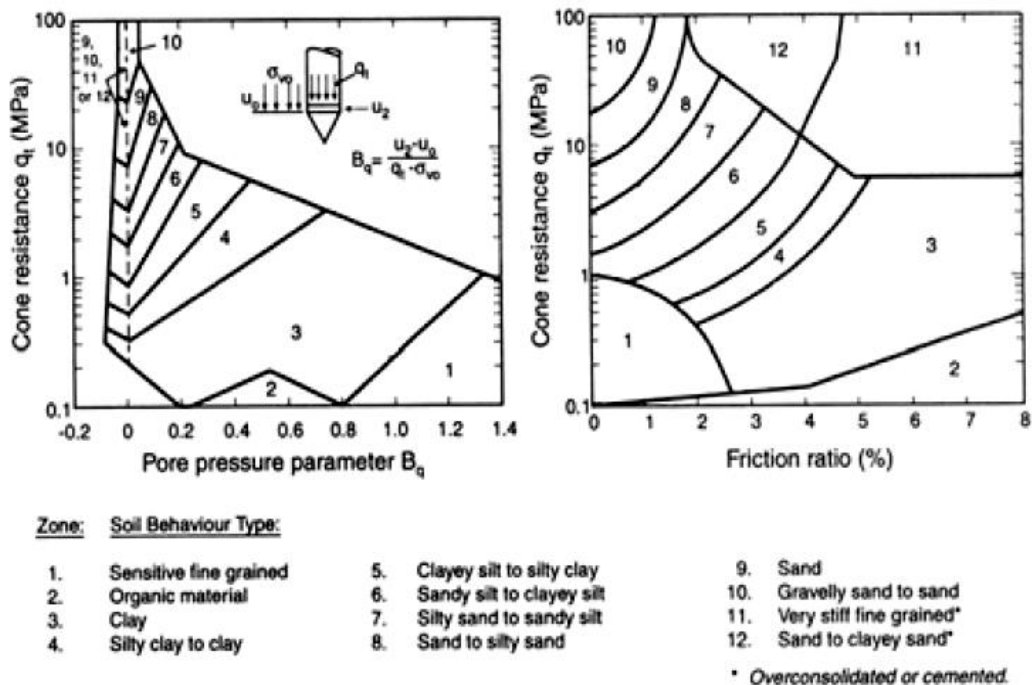 100
10
1
0.1
Cone resistance qt (MPa)
-0.2 0 0.2 0.4 0.6 0.8 1.0 1.2 1.4
Pore pressure parameter Bq
9,
10,
11
or 12
10
9
8
7
6
5
4
3
2
1
σvo
qt
uo
u2
Bq = u2-uo
qt -σvo
100
10
1
0.1
Cone resistance qt (MPa)
0 1 2 3 4 5 6 7 8
Friction ratio (%)
10
9
8
7
6
5
4
12
11
3
1
2
Zone: Soil Behaviour Type:
1. Sensitive fine grained
2. Organic material
3. Clay
4. Silty clay to clay
5. Clayey silt to silty clay
6. Sandy silt to clayey silt
7. Silty sand to sandy silt
8. Sand to silty sand
9. Sand
10. Gravelly sand to sand
11. Very stiff fine grained*
12. Sand to clayey sand*
* Overconsolidated or cemented.